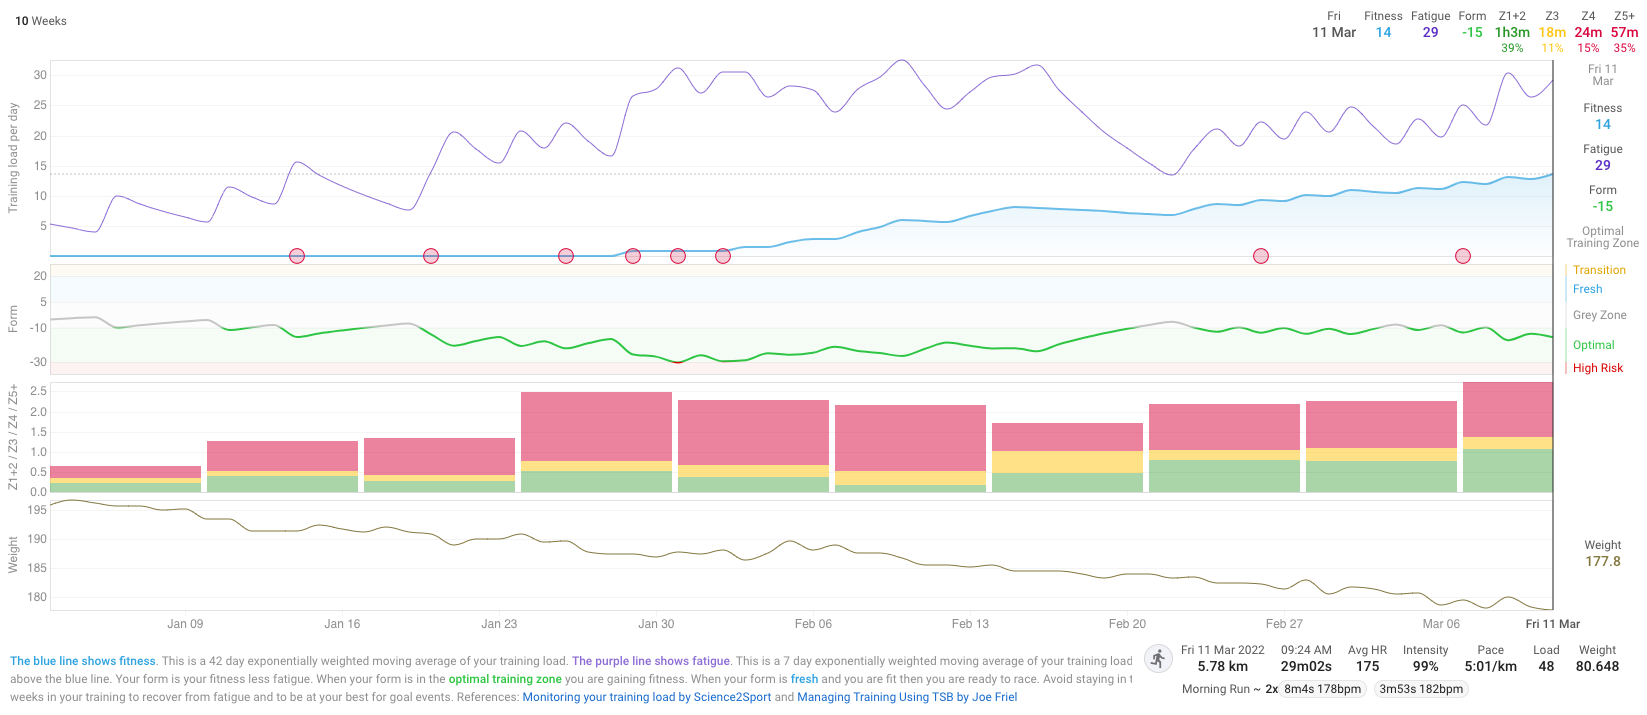 10 Weeks
Fri Fitness Fatigue Form Z1+2 Z3 Z4 Z5+
11 Mar 14 29 -15 1h3m 18m 24m 57m
39% 11% 15% 35%
Training load per day
30
25
20
15
10
5
Fri 11
Mar
Fitness
14
Fatigue
29
Form
-15
Optimal
Training Zone
Form
20
5
-10
-30
Transition
Fresh
Grey Zone
Optimal
High Risk
Z1+2 / Z3 / Z4 / Z5+
2.5
2.0
1.5
1.0
0.5
0.0
Weight
195
190
185
180
Weight
177.8
Jan 09 Jan 16 Jan 23 Jan 30 Feb 06 Feb 13 Feb 20 Feb 27 Mar 06 Fri 11 Mar
The blue line shows fitness. This is a 42 day exponentially weighted moving average of your training load. The purple line shows fatigue. This is a 7 day exponentially weighted moving average of your training load
above the blue line. Your form is your fitness less fatigue. When your form is in the optimal training zone you are gaining fitness. When your form is fresh and you are fit then you are ready to race. Avoid staying in t
weeks in your training to recover from fatigue and to be at your best for goal events. References: Monitoring your training load by Science2Sport and Managing Training Using TSB by Joe Friel
Fri 11 Mar 2022 09:24 AM Avg HR Intensity Pace Load Weight
5.78 km 29m02s 175 99% 5:01/km 48 80.648
Morning Run ~ 2x 8m4s 178bpm 3m53s 182bpm